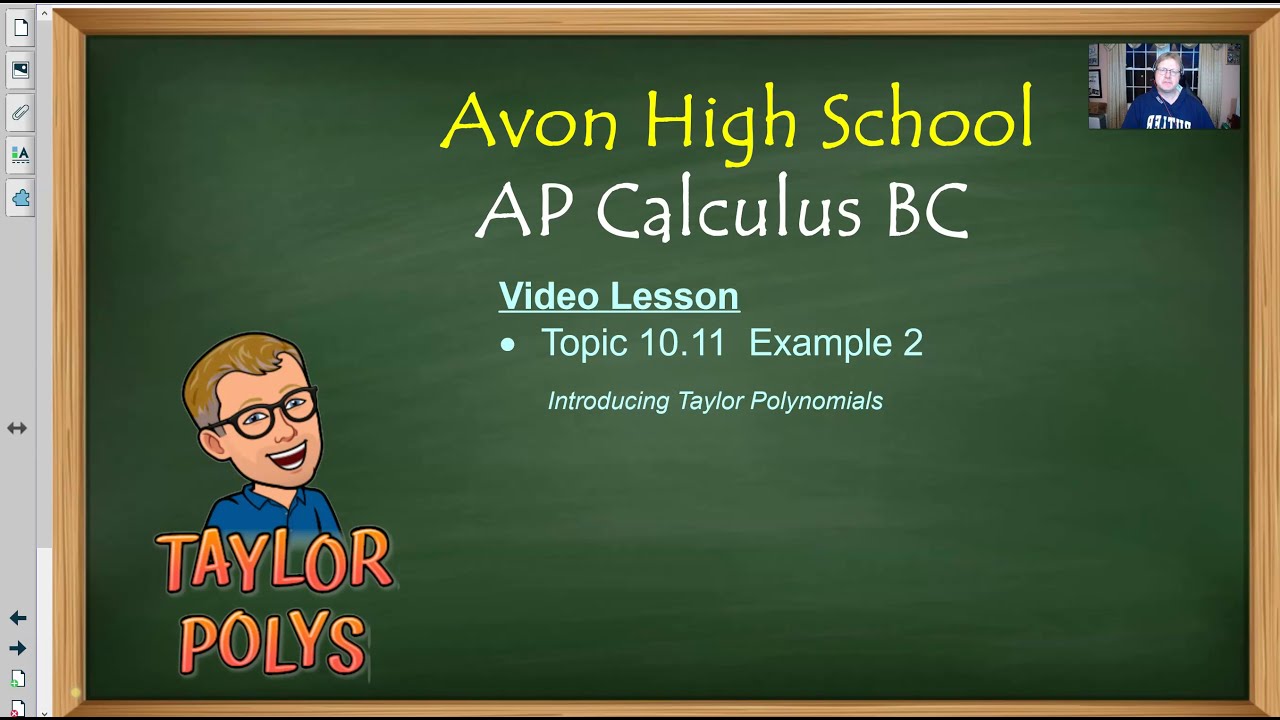 Avon High School
AP Calculus BC
Video Lesson
• Topic 10.11 Example 2
Introducing Taylor Polynomials
TAYLOR
POLYS